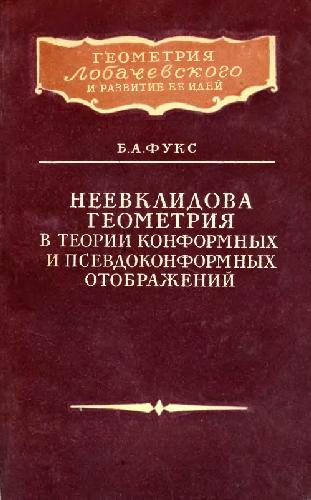 ГЕОМЕТРИЯ
Лобачевского
И РАЗВИТИЕ ЕЕ ИДЕЙ
Б.А.ФУКС
НЕЕВКЛИДОВА
ГЕОМЕТРИЯ
В ТЕОРИИ КОНФОРМНЫХ
И ПСЕВДОКОНФОРМНЫХ
ОТОБРАЖЕНИЙ